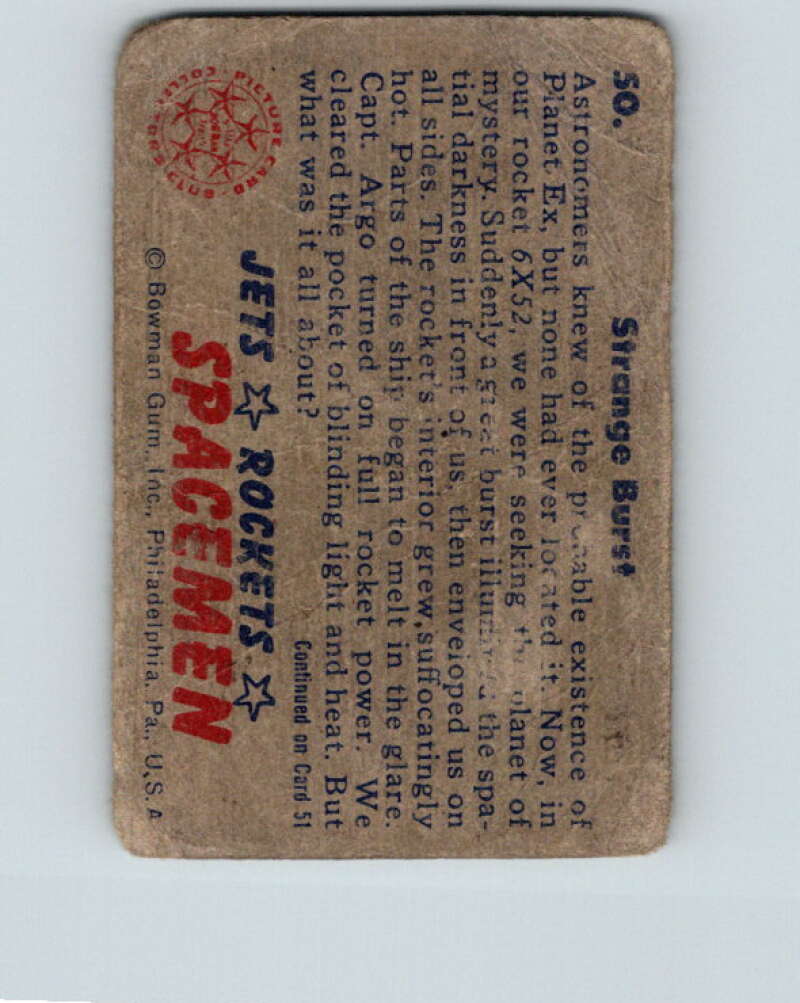 50.
Strange Burst
Astronomers knew of the existence of
Planet Ex, but none had ever located it. Now, in
our rocket 6X52, we were seeking the planet of
mystery. Suddenly a great burst the spa-
tial darkness in front of us, then enveloped us on
all sides. The rocket's interior grew suffocatingly
hot. Parts of the ship began to melt in the glare.
Capt. Argo turned on full rocket power. We
cleared the pocket of blinding light and heat. But
what was it all about?
Continued on Card 51
PICTURE CARD COLLECTORS CLUB
JETS ☆ ROCKETS ☆
SPACEMEN
© Bowman Gum, Inc., Philadelphia, Pa., U.S.A